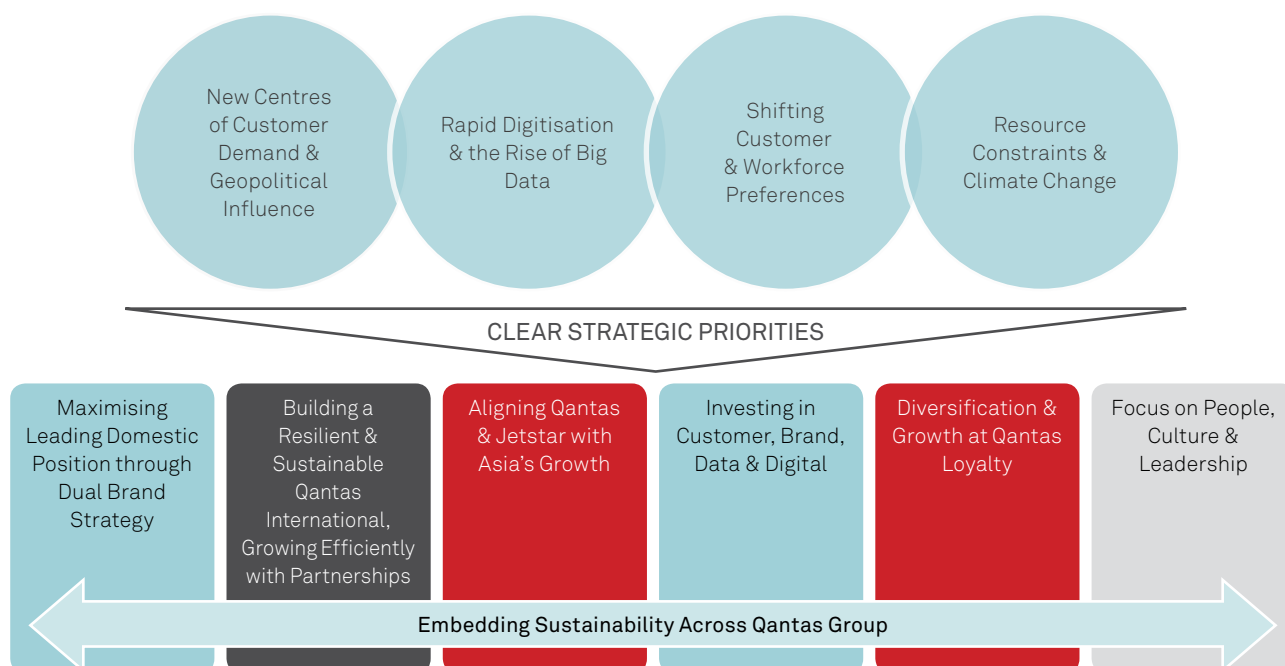 New Centres
of Customer
Demand &
Geopolitical
Influence
Rapid Digitisation
& the Rise of Big
Data
Shifting
Customer
& Workforce
Preferences
Resource
Constraints &
Climate Change
CLEAR STRATEGIC PRIORITIES
Maximising
Leading Domestic
Position through
Dual Brand
Strategy
Building a
Resilient &
Sustainable
Qantas
International,
Growing Efficiently
with Partnerships
Aligning Qantas
& Jetstar with
Asia's Growth
Investing in
Customer, Brand,
Data & Digital
Diversification &
Growth at Qantas
Loyalty
Focus on People,
Culture &
Leadership
Embedding Sustainability Across Qantas Group